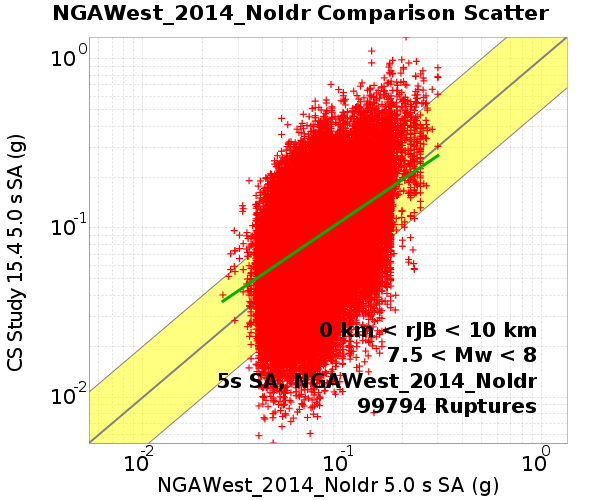 NGAWest_2014_NoIdr Comparison Scatter
CS Study 15.4 5.0 s SA (g)
10^0
10^-1
10^-2
0 km < rJB < 10 km
7.5 < Mw < 8
5s SA, NGAWest_2014_NoIdr
99794 Ruptures
10^-2 10^-1 10^0
NGAWest_2014_NoIdr 5.0 s SA (g)